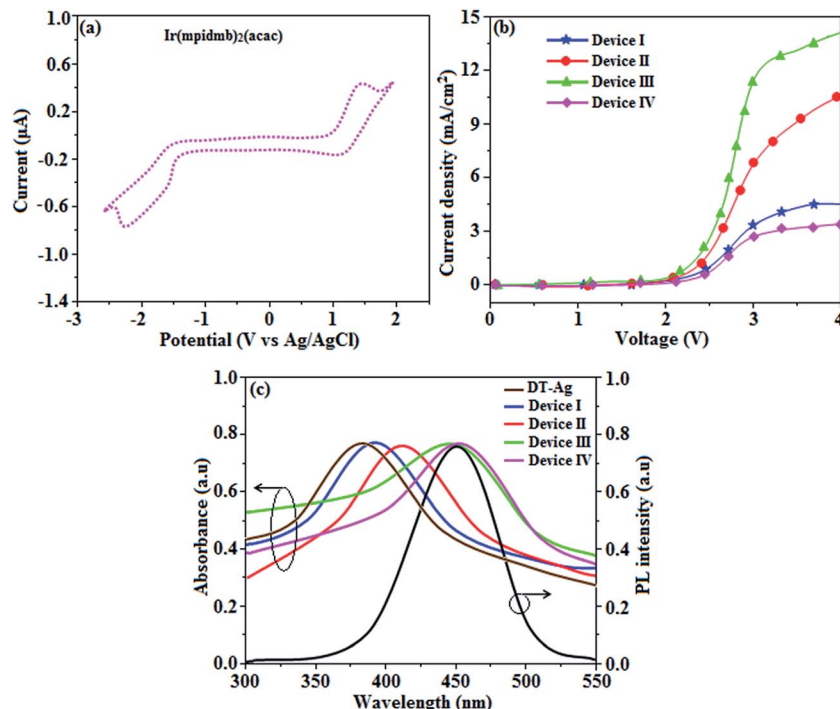 (a)
Ir(mpidmb)₂(acac)
1.0
0.6
0.2
-0.2
-0.6
-1.0
-1.4
Current (µA)
-3 -2 -1 0 1 2
Potential (V vs Ag/AgCl)
(b)
Device I
Device II
Device III
Device IV
15
12
9
6
3
0
Current density (mA/cm²)
0 1 2 3 4
Voltage (V)
(c)
DT-Ag
Device I
Device II
Device III
Device IV
1.0
0.8
0.6
0.4
0.2
0.0
Absorbance (a.u)
1.0
0.8
0.6
0.4
0.2
0.0
PL intensity (a.u)
300 350 400 450 500 550
Wavelength (nm)